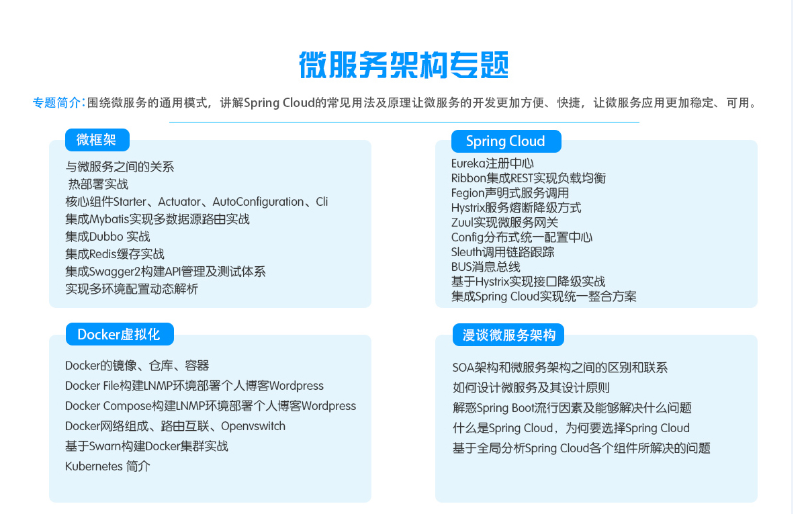 微服务架构专题
专题简介:围绕微服务的通用模式，讲解Spring Cloud的常见用法及原理让微服务的开发更加方便、快捷，让微服务应用更加稳定、可用。
微框架
与微服务之间的关系
热部署实战
核心组件Starter、Actuator、AutoConfiguration、Cli
集成Mybatis实现多数据源路由实战
集成Dubbo 实战
集成Redis缓存实战
集成Swagger2构建API管理及测试体系
实现多环境配置动态解析
Spring Cloud
Eureka注册中心
Ribbon集成REST实现负载均衡
Fegion声明式服务调用
Hystrix服务熔断降级方式
Zuul实现微服务网关
Config分布式统一配置中心
Sleuth调用链路跟踪
BUS消息总线
基于Hystrix实现接口降级实战
集成Spring Cloud实现统一整合方案
Docker虚拟化
Docker的镜像、仓库、容器
Docker File构建LNMP环境部署个人博客Wordpress
Docker Compose构建LNMP环境部署个人博客Wordpress
Docker网络组成、路由互联、Openvswitch
基于Swarn构建Docker集群实战
Kubernetes 简介
漫谈微服务架构
SOA架构和微服务架构之间的区别和联系
如何设计微服务及其设计原则
解惑Spring Boot流行因素及能够解决什么问题
什么是Spring Cloud，为何要选择Spring Cloud
基于全局分析Spring Cloud各个组件所解决的问题